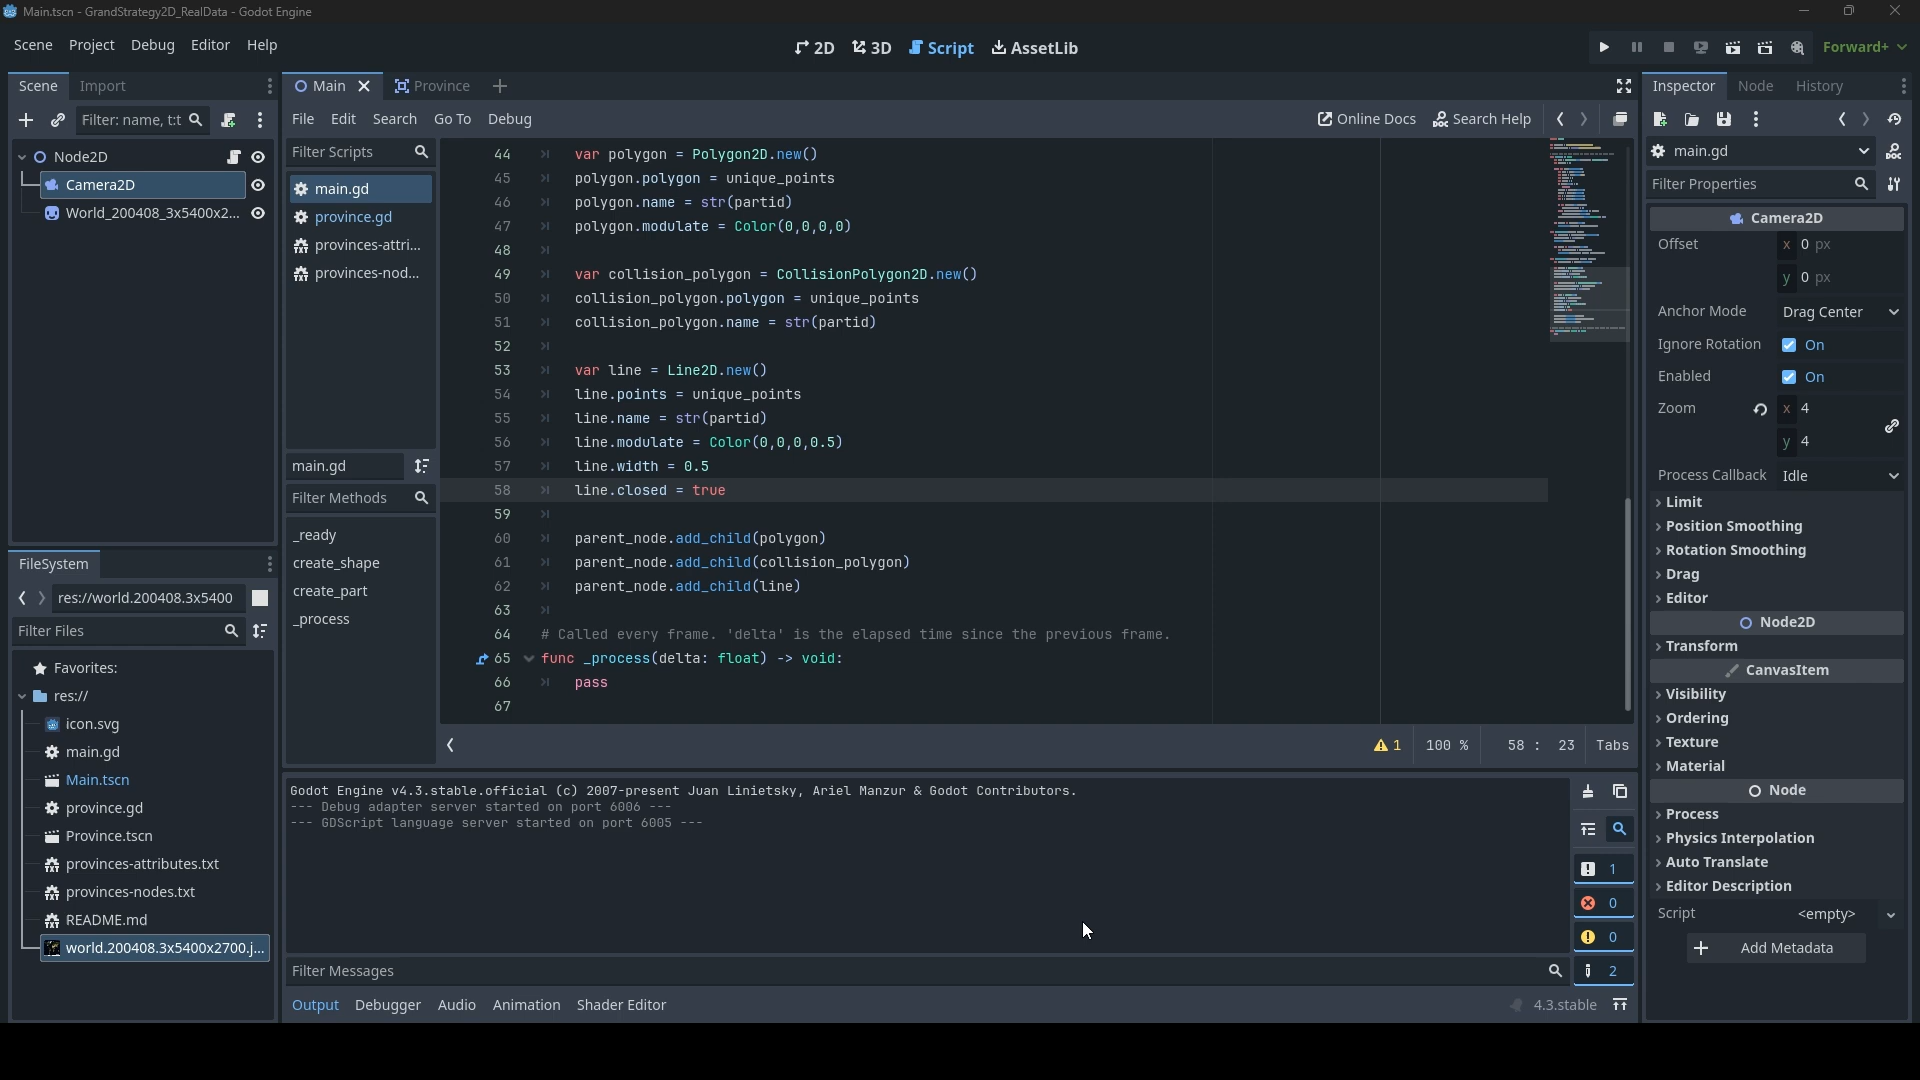 Main.tscn - GrandStrategy2D_RealData - Godot Engine
Scene Project Debug Editor Help
2D 3D Script AssetLib
Forward+
Scene Import
Filter: name, t:t
Node2D
Camera2D
World_200408_3x5400x2...
FileSystem
res://world.200408.3x5400
Filter Files
Favorites:
res://
icon.svg
main.gd
Main.tscn
province.gd
Province.tscn
provinces-attributes.txt
provinces-nodes.txt
README.md
world.200408.3x5400x2700.j...
Main Province
File Edit Search Go To Debug
Online Docs Search Help
Filter Scripts
main.gd
province.gd
provinces-attri...
provinces-nod...
main.gd
Filter Methods
_ready
create_shape
create_part
_process
44 var polygon = Polygon2D.new()
45 polygon.polygon = unique_points
46 polygon.name = str(partid)
47 polygon.modulate = Color(0,0,0,0)
48
49 var collision_polygon = CollisionPolygon2D.new()
50 collision_polygon.polygon = unique_points
51 collision_polygon.name = str(partid)
52
53 var line = Line2D.new()
54 line.points = unique_points
55 line.name = str(partid)
56 line.modulate = Color(0,0,0,0.5)
57 line.width = 0.5
58 line.closed = true
59
60 parent_node.add_child(polygon)
61 parent_node.add_child(collision_polygon)
62 parent_node.add_child(line)
63
64 # Called every frame. 'delta' is the elapsed time since the previous frame.
65 func _process(delta: float) -> void:
66 pass
67
1 100 % 58 : 23 Tabs
Godot Engine v4.3.stable.official (c) 2007-present Juan Linietsky, Ariel Manzur & Godot Contributors.
--- Debug adapter server started on port 6006 ---
--- GDScript language server started on port 6005 ---
1
0
0
2
Filter Messages
Output Debugger Audio Animation Shader Editor
4.3.stable
Inspector Node History
main.gd
Filter Properties
Camera2D
Offset x 0 px
y 0 px
Anchor Mode Drag Center
Ignore Rotation On
Enabled On
Zoom x 4
y 4
Process Callback Idle
Limit
Position Smoothing
Rotation Smoothing
Drag
Editor
Node2D
Transform
CanvasItem
Visibility
Ordering
Texture
Material
Node
Process
Physics Interpolation
Auto Translate
Editor Description
Script <empty>
Add Metadata